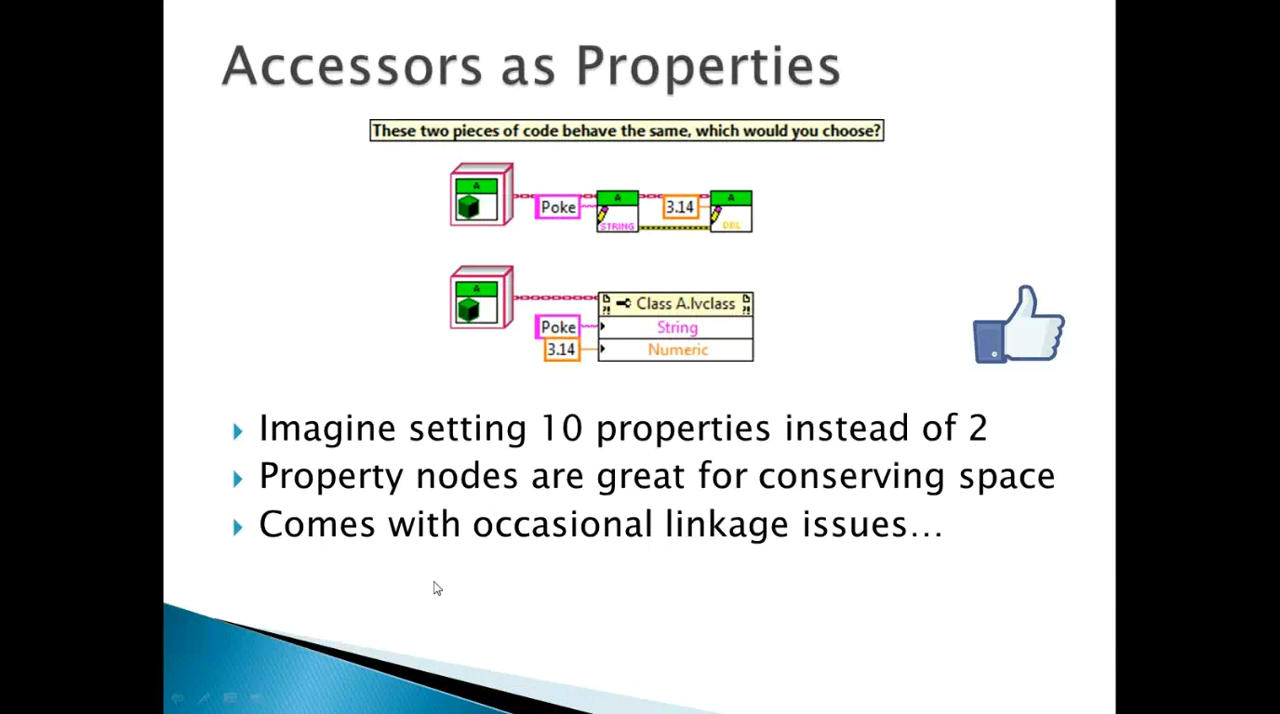 Accessors as Properties
These two pieces of code behave the same, which would you choose?
A
Poke
A
STRING
3.14
A
DBL
A
Class A.lvclass
Poke
String
3.14
Numeric
Imagine setting 10 properties instead of 2
Property nodes are great for conserving space
Comes with occasional linkage issues…